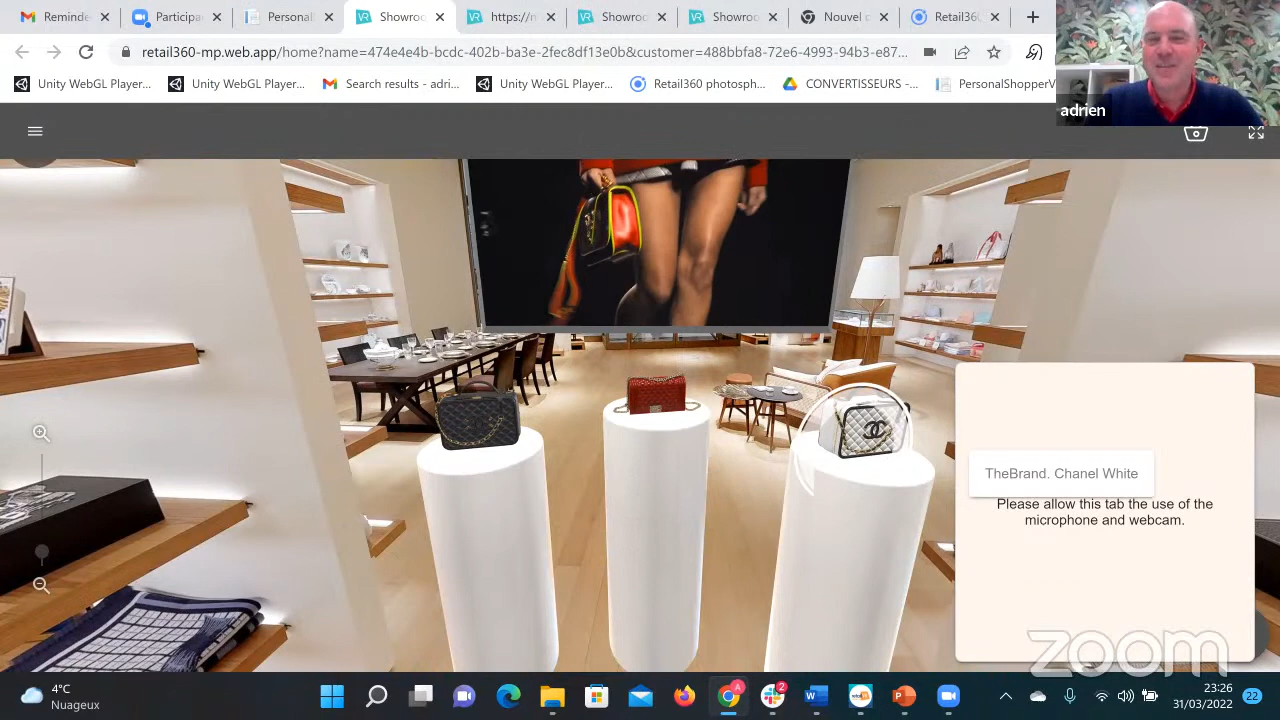 Reminde
Participa
Personal
Showroo
https://n
Showroo
Showroo
Nouvel o
Retail360
retail360-mp.web.app/home?name=474e4e4b-bcdc-402b-ba3e-2fec8df13e0b&customer=488bbfa8-72e6-4993-94b3-e87...
Unity WebGL Player...
Unity WebGL Player...
Search results - adri...
Unity WebGL Player...
Retail360 photosph...
CONVERTISSEURS -...
PersonalShopperV
adrien
TheBrand. Chanel White
Please allow this tab the use of the
microphone and webcam.
zoom
4°C
Nuageux
A
2
23:26
31/03/2022
22